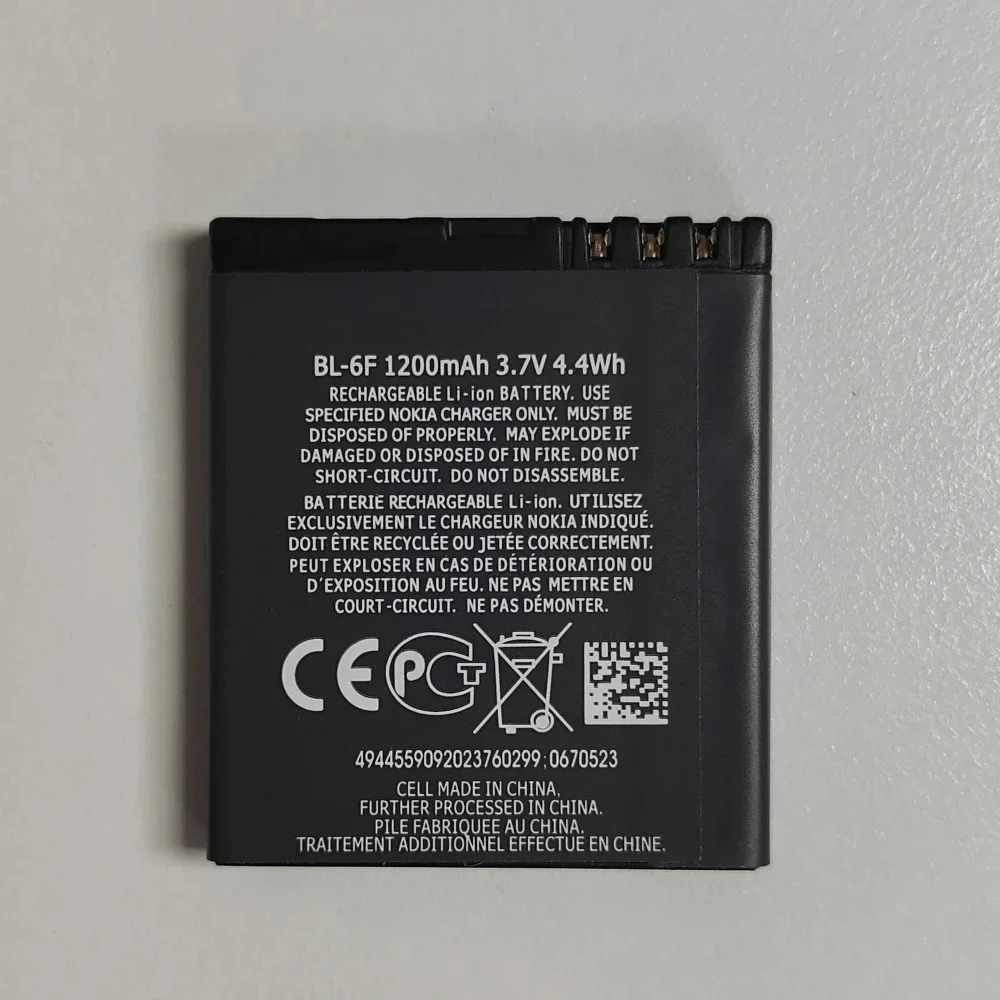 BL-6F 1200mAh 3.7V 4.4Wh
RECHARGEABLE Li-ion BATTERY. USE
SPECIFIED NOKIA CHARGER ONLY. MUST BE
DISPOSED OF PROPERLY. MAY EXPLODE IF
DAMAGED OR DISPOSED OF IN FIRE. DO NOT
SHORT-CIRCUIT. DO NOT DISASSEMBLE.
BATTERIE RECHARGEABLE Li-ion. UTILISEZ
EXCLUSIVEMENT LE CHARGEUR NOKIA INDIQUÉ.
DOIT ÊTRE RECYCLÉE OU JETÉE CORRECTEMENT.
PEUT EXPLOSER EN CAS DE DÉTÉRIORATION OU
D'EXPOSITION AU FEU. NE PAS METTRE EN
COURT-CIRCUIT. NE PAS DÉMONTER.
CE PCT
4944559092023760299;0670523
CELL MADE IN CHINA,
FURTHER PROCESSED IN CHINA.
PILE FABRIQUEE AU CHINA.
TRAITEMENT ADDITIONNEL EFFECTUE EN CHINE.